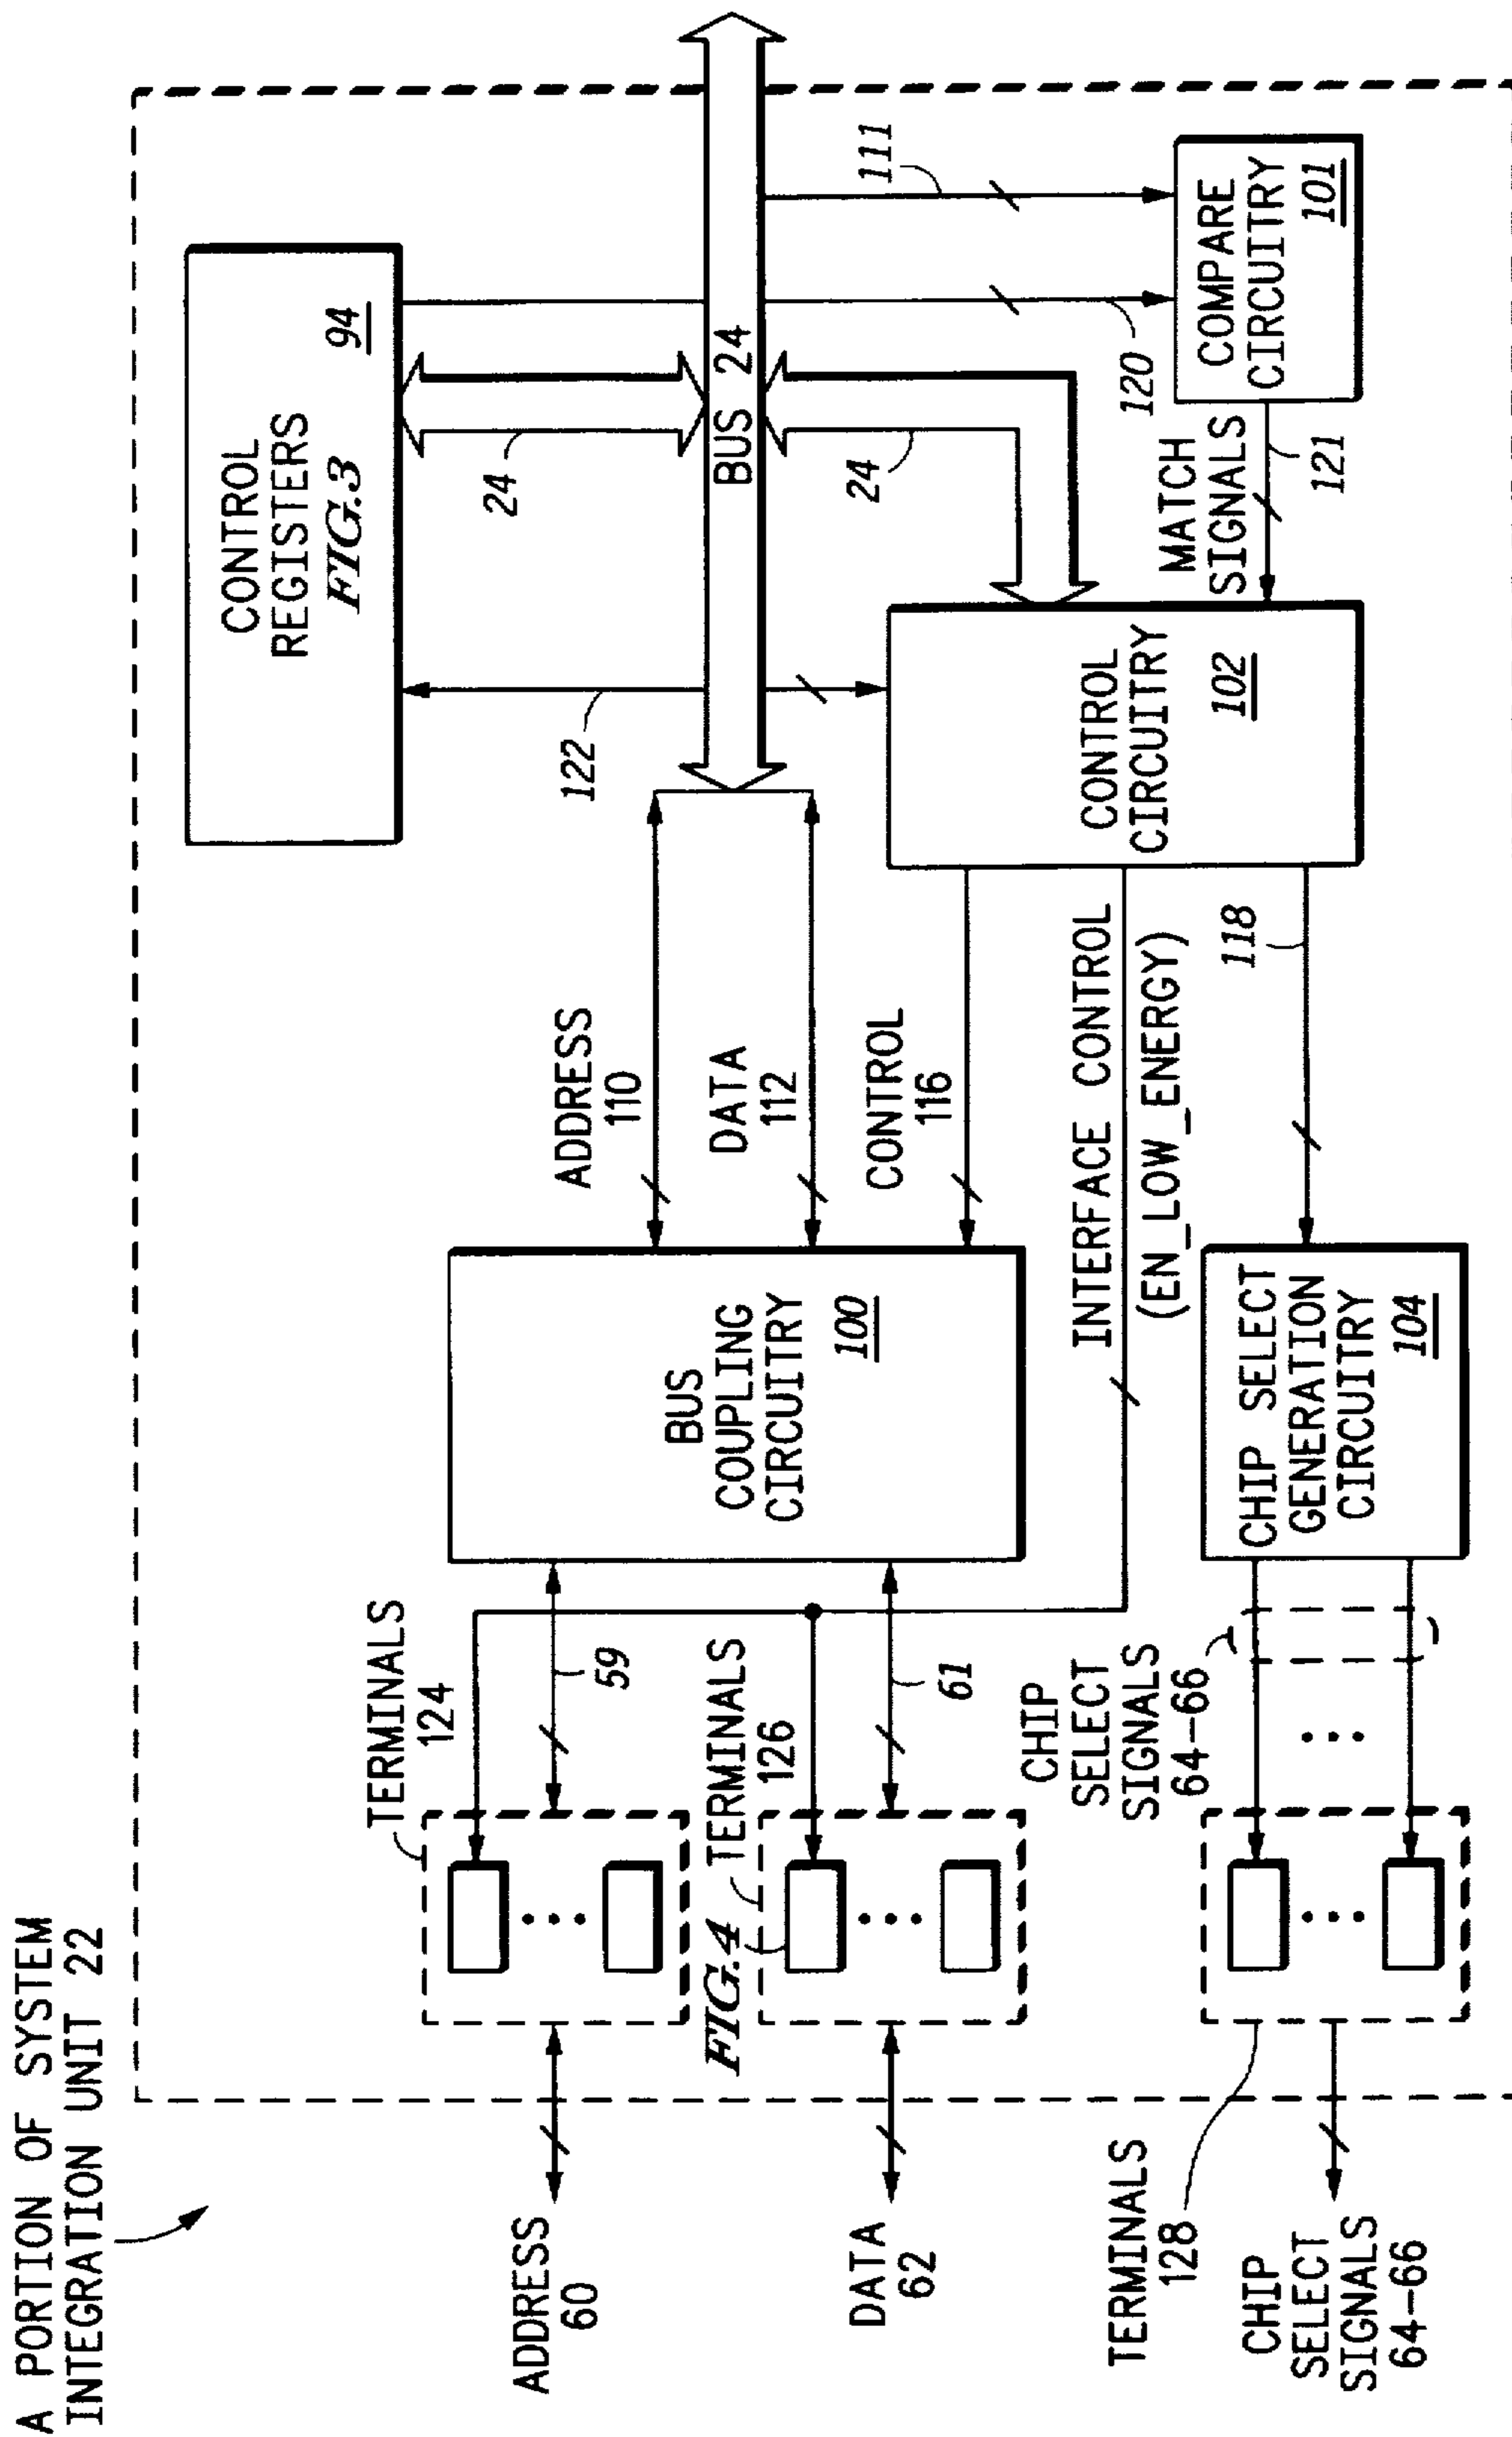 A PORTION OF SYSTEM
INTEGRATION UNIT 22
CONTROL
REGISTERS
FIG.3
94
24
122
BUS 24
24
111
120
COMPARE
CIRCUITRY
101
MATCH
SIGNALS
121
CONTROL
CIRCUITRY
102
ADDRESS
110
DATA
112
CONTROL
116
INTERFACE CONTROL
(EN_LOW_ENERGY)
118
BUS
COUPLING
CIRCUITRY
100
CHIP SELECT
GENERATION
CIRCUITRY
104
TERMINALS
124
59
TERMINALS
126
FIG.4
61
CHIP
SELECT
SIGNALS
64-66
ADDRESS
60
DATA
62
TERMINALS
128
CHIP
SELECT
SIGNALS
64-66